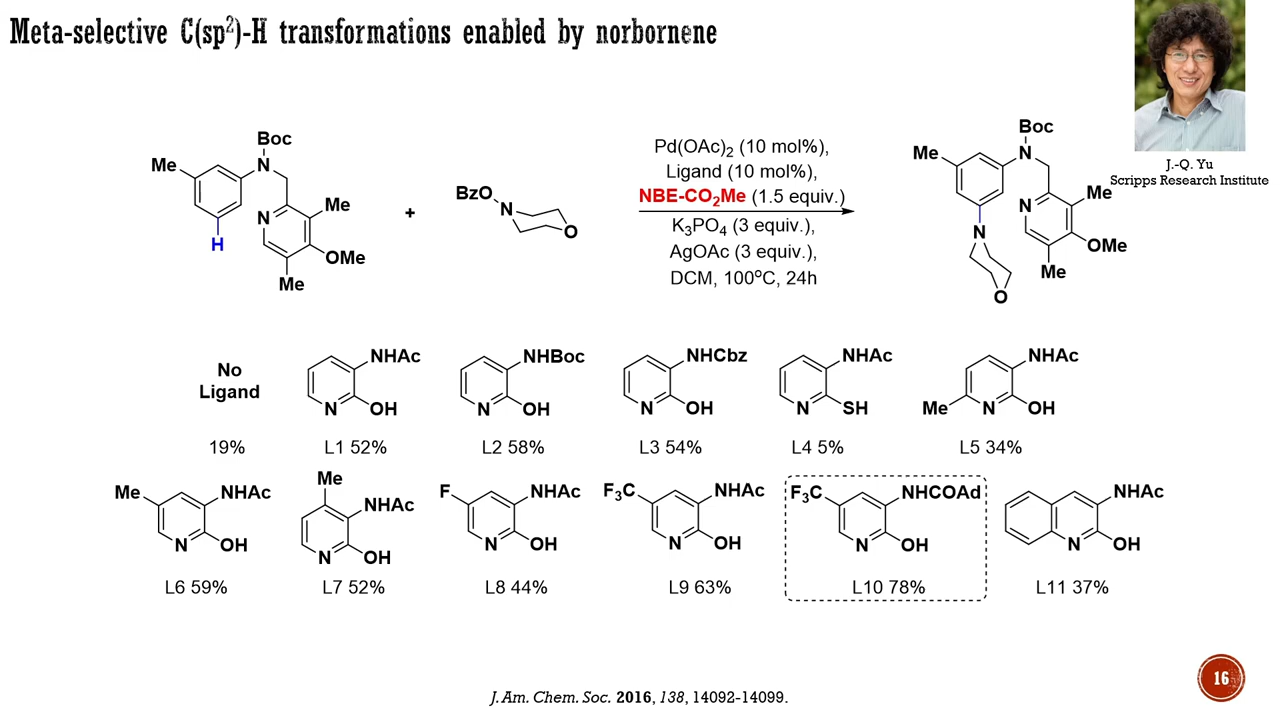 Meta-selective C(sp²)-H transformations enabled by norbornene
J.-Q. Yu
Scripps Research Institute
Boc
Me
N
H
N
Me
OMe
Me
+
BzO
N
O
Pd(OAc)₂ (10 mol%),
Ligand (10 mol%),
NBE-CO₂Me (1.5 equiv.)
K₃PO₄ (3 equiv.),
AgOAc (3 equiv.),
DCM, 100ºC, 24h
Boc
Me
N
N
O
N
Me
OMe
Me
No
Ligand
19%
NHAc
N
OH
L1 52%
NHBoc
N
OH
L2 58%
NHCbz
N
OH
L3 54%
NHAc
N
SH
L4 5%
NHAc
Me
N
OH
L5 34%
Me
NHAc
N
OH
L6 59%
Me
NHAc
N
OH
L7 52%
F
NHAc
N
OH
L8 44%
F₃C
NHAc
N
OH
L9 63%
F₃C
NHCOAd
N
OH
L10 78%
NHAc
N
OH
L11 37%
J. Am. Chem. Soc. 2016, 138, 14092-14099.
16